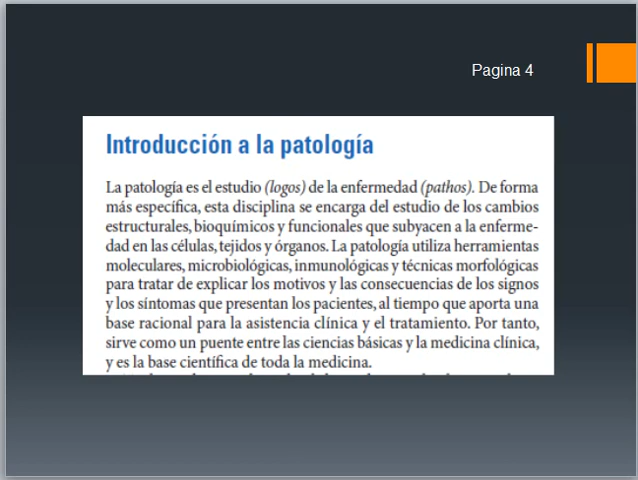 Pagina 4
Introducción a la patología
La patología es el estudio (logos) de la enfermedad (pathos). De forma
más específica, esta disciplina se encarga del estudio de los cambios
estructurales, bioquímicos y funcionales que subyacen a la enferme-
dad en las células, tejidos y órganos. La patología utiliza herramientas
moleculares, microbiológicas, inmunológicas y técnicas morfológicas
para tratar de explicar los motivos y las consecuencias de los signos
y los síntomas que presentan los pacientes, al tiempo que aporta una
base racional para la asistencia clínica y el tratamiento. Por tanto,
sirve como un puente entre las ciencias básicas y la medicina clínica,
y es la base científica de toda la medicina.